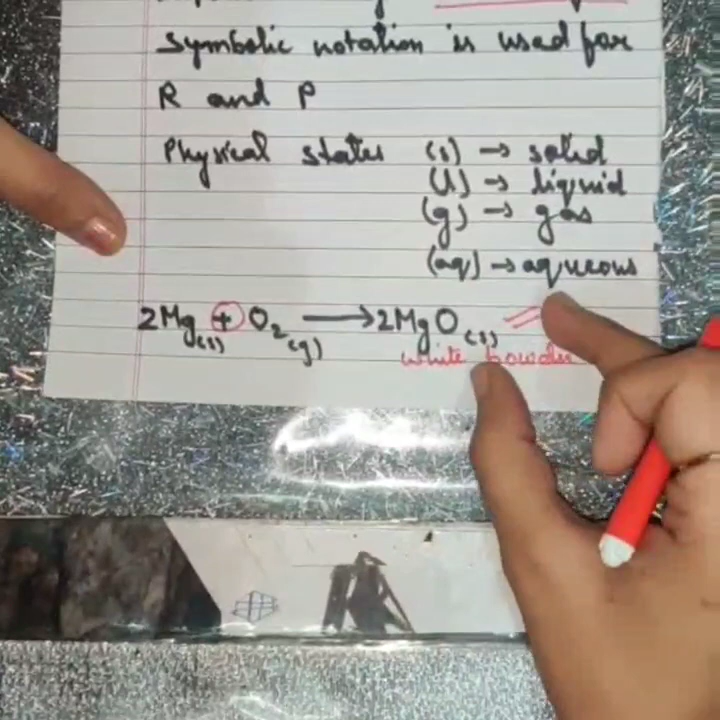 symbolic notation is used for
R and P
Physical states (s) → solid
(l) → liquid
(g) → gas
(aq) → aqueous
2Mg(s) + O2(g) ⟶ 2MgO(s)
white powder